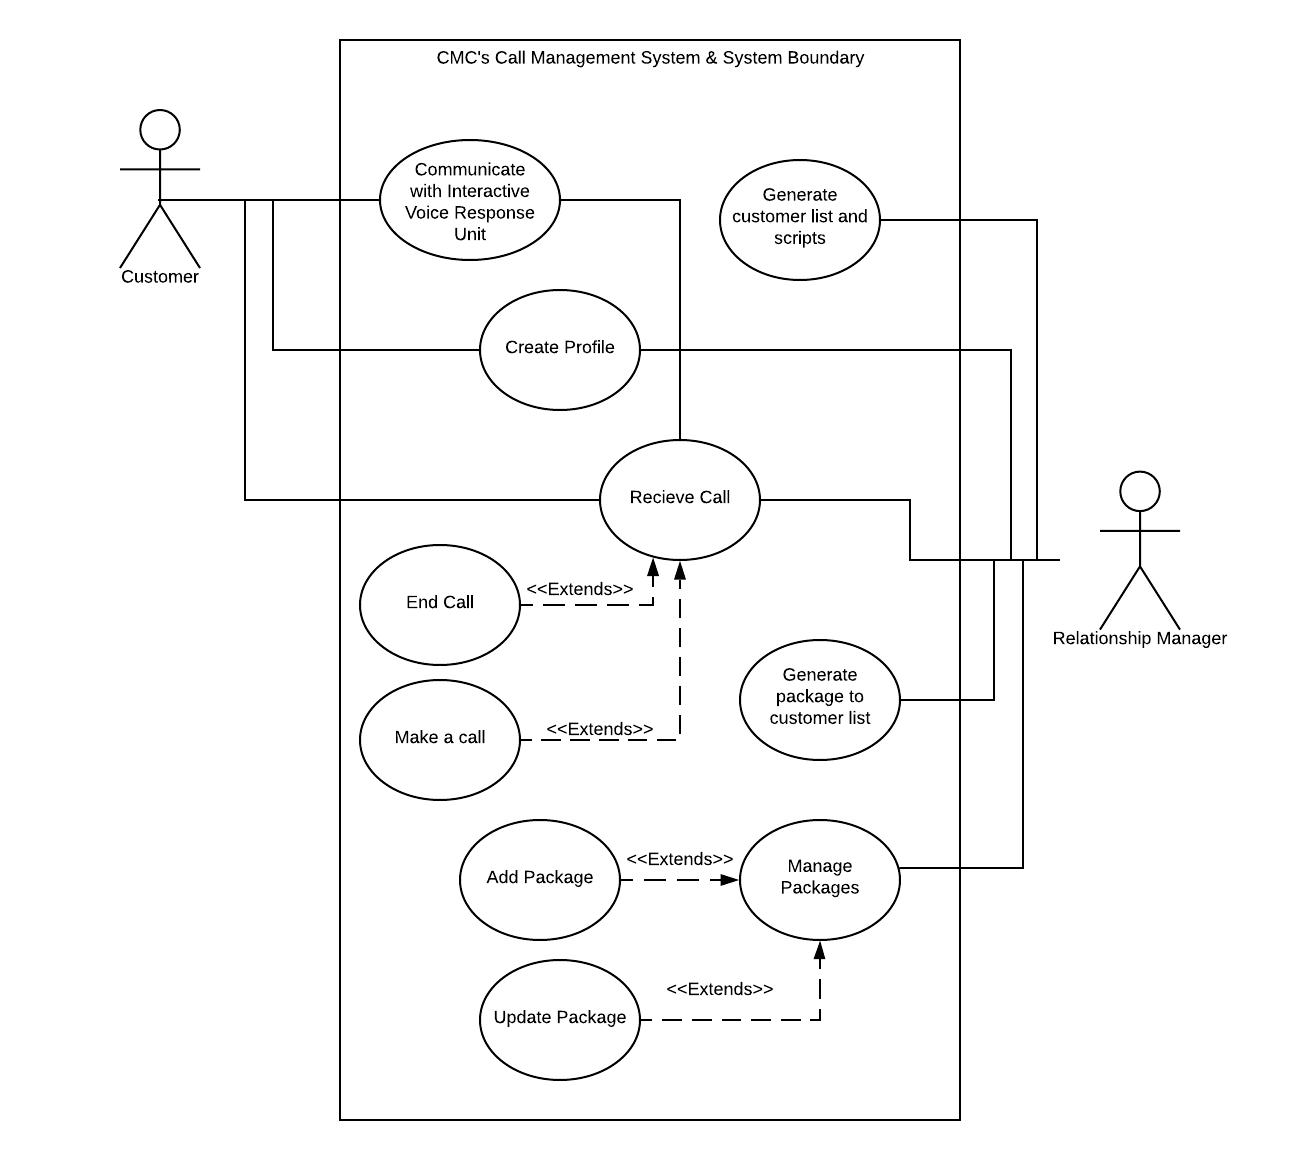 CMC's Call Management System & System Boundary
Communicate
with Interactive
Voice Response
Unit
Generate
customer list and
scripts
Customer
Create Profile
Recieve Call
End Call
<<Extends>>
Relationship Manager
Generate
package to
customer list
Make a call
<<Extends>>
Add Package
<<Extends>>
Manage
Packages
Update Package
<<Extends>>